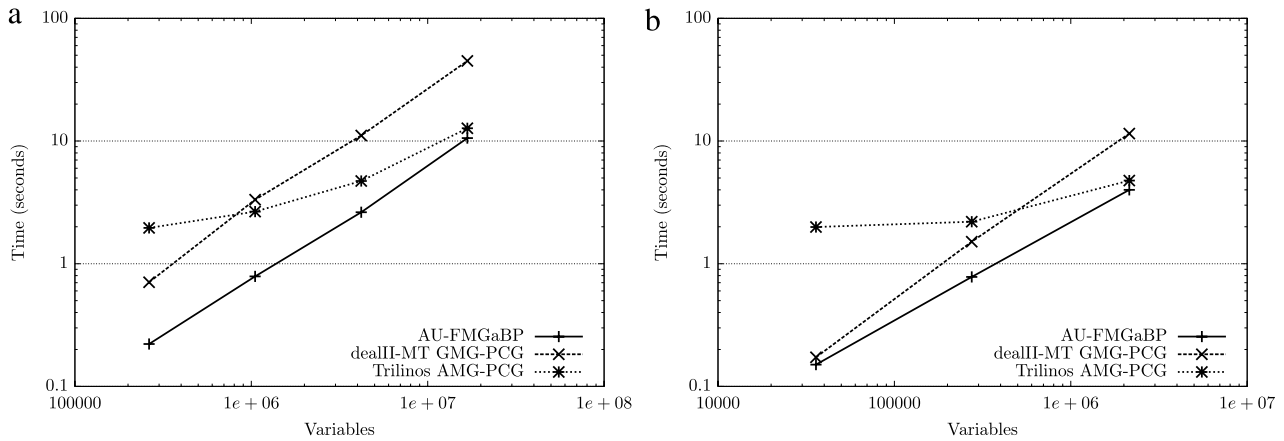 a
100
10
1
0.1
Time (seconds)
100000
1e + 06
1e + 07
1e + 08
Variables
AU-FMGaBP
dealII-MT GMG-PCG
Trilinos AMG-PCG
b
100
10
1
0.1
Time (seconds)
10000
100000
1e + 06
1e + 07
Variables
AU-FMGaBP
dealII-MT GMG-PCG
Trilinos AMG-PCG